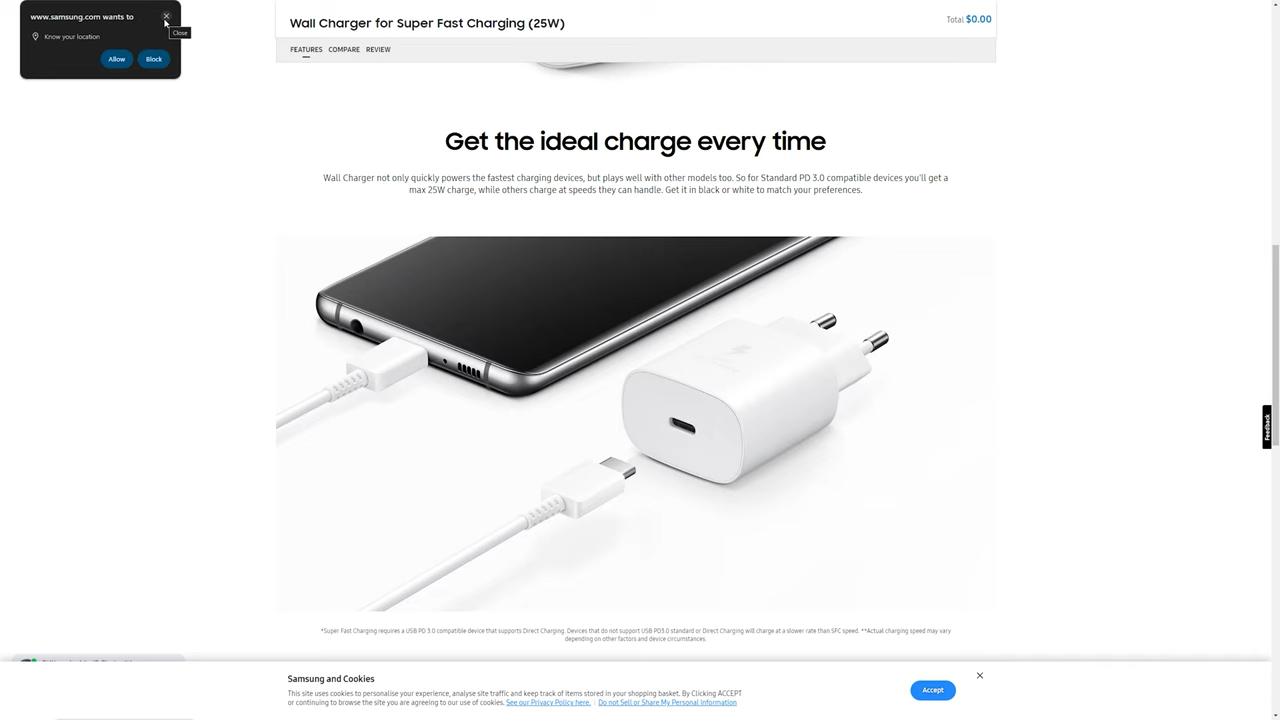 www.samsung.com wants to
Know your location
Allow
Block
Close
Wall Charger for Super Fast Charging (25W)
Total $0.00
FEATURES COMPARE REVIEW
Get the ideal charge every time
Wall Charger not only quickly powers the fastest charging devices, but plays well with other models too. So for Standard PD 3.0 compatible devices you'll get a
max 25W charge, while others charge at speeds they can handle. Get it in black or white to match your preferences.
Feedback
*Super Fast Charging requires a USB PD 3.0 compatible device that supports Direct Charging. Devices that do not support USB PD3.0 standard or Direct Charging will charge at a slower rate than SFC speed. **Actual charging speed may vary
depending on other factors and device circumstances.
Samsung and Cookies
This site uses cookies to personalise your experience, analyse site traffic and keep track of items stored in your shopping basket. By Clicking ACCEPT
or continuing to browse the site you are agreeing to our use of cookies. See our Privacy Policy here. | Do not Sell or Share My Personal Information
Accept